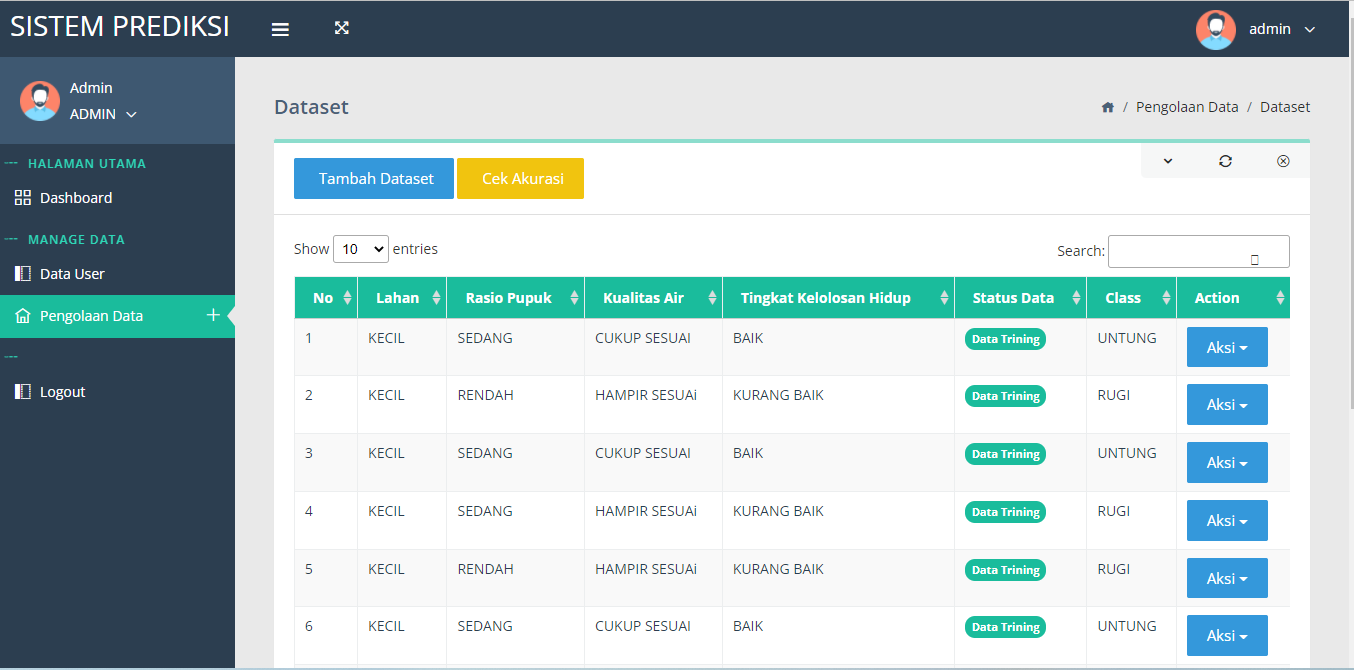 SISTEM PREDIKSI
admin
Admin
ADMIN
HALAMAN UTAMA
Dashboard
MANAGE DATA
Data User
Pengolaan Data
Logout
Dataset
/ Pengolaan Data / Dataset
Tambah Dataset Cek Akurasi
Show 10 entries
Search:
No Lahan Rasio Pupuk Kualitas Air Tingkat Kelolosan Hidup Status Data Class Action
1 KECIL SEDANG CUKUP SESUAI BAIK Data Trining UNTUNG Aksi
2 KECIL RENDAH HAMPIR SESUAi KURANG BAIK Data Trining RUGI Aksi
3 KECIL SEDANG CUKUP SESUAI BAIK Data Trining UNTUNG Aksi
4 KECIL SEDANG HAMPIR SESUAi KURANG BAIK Data Trining RUGI Aksi
5 KECIL RENDAH HAMPIR SESUAi KURANG BAIK Data Trining RUGI Aksi
6 KECIL SEDANG CUKUP SESUAI BAIK Data Trining UNTUNG Aksi